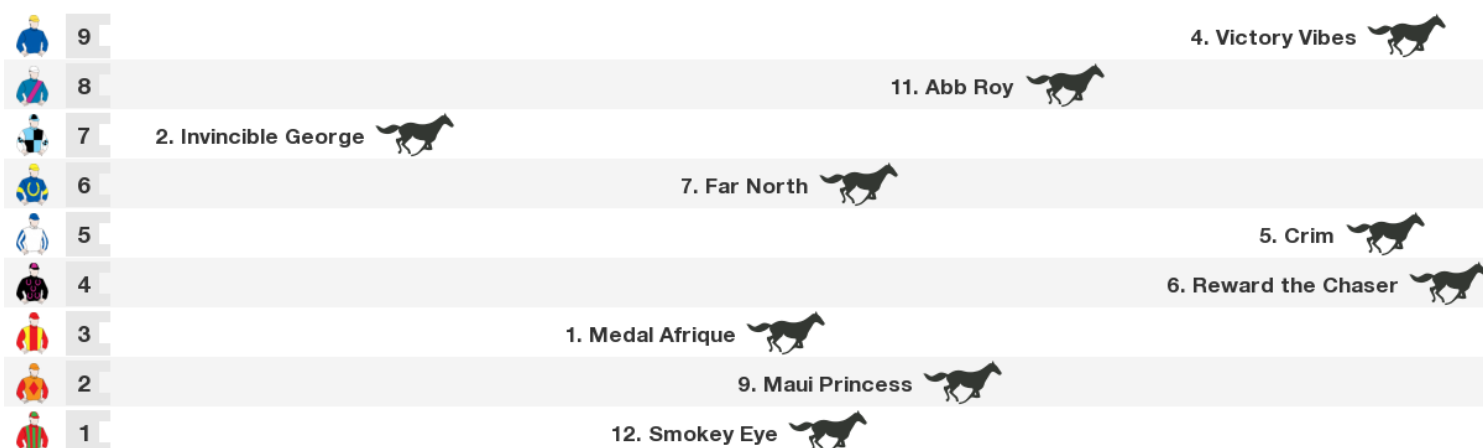 9 4. Victory Vibes
8 11. Abb Roy
7 2. Invincible George
6 7. Far North
5 5. Crim
4 6. Reward the Chaser
3 1. Medal Afrique
2 9. Maui Princess
1 12. Smokey Eye